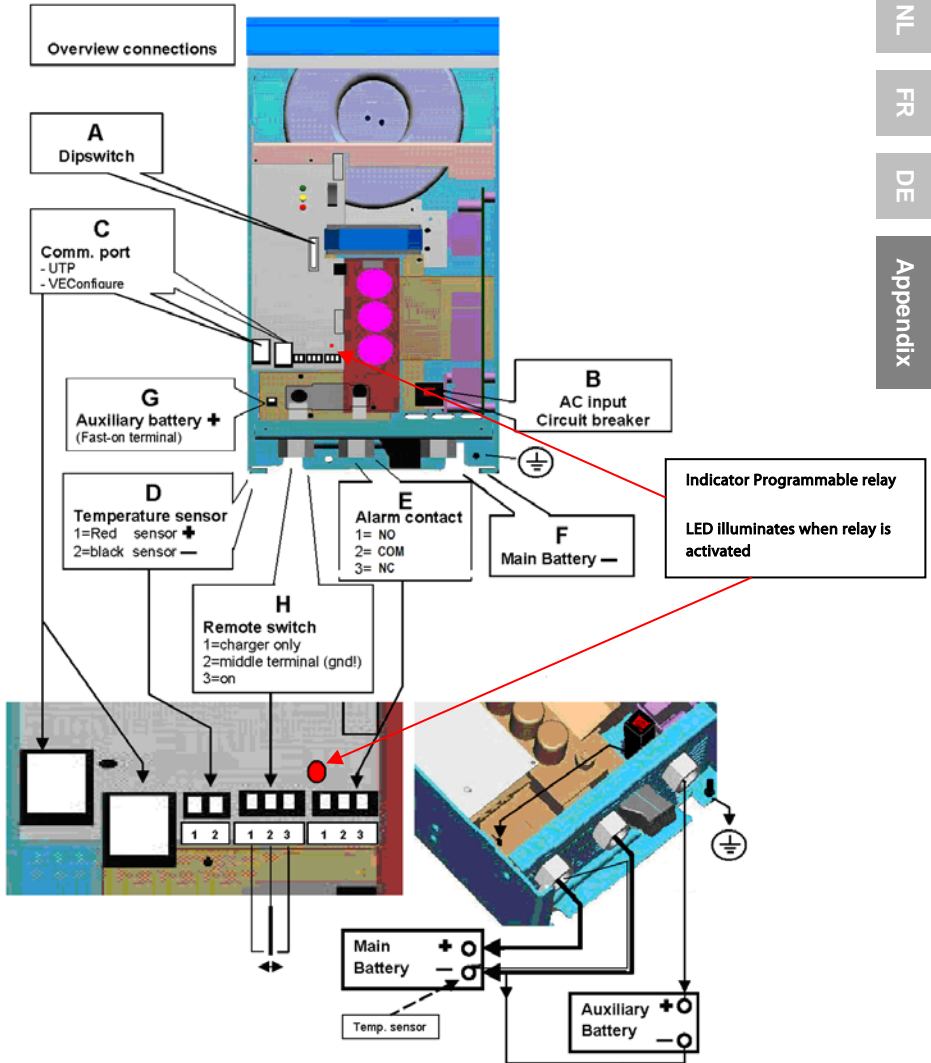 Overview connections
A
Dipswitch
C
Comm. port
- UTP
- VEConfigure
G
Auxiliary battery +
(Fast-on terminal)
B
AC input
Circuit breaker
D
Temperature sensor
1=Red sensor +
2=black sensor —
E
Alarm contact
1= NO
2= COM
3= NC
F
Main Battery —
H
Remote switch
1=charger only
2=middle terminal (gnd!)
3=on
Indicator Programmable relay
LED illuminates when relay is
activated
1 2 1 2 3 1 2 3
Main +
Battery —
Temp. sensor
Auxiliary +
Battery —
NL
FR
DE
Appendix